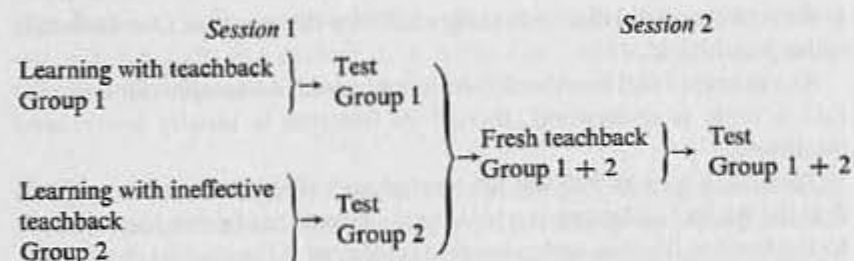 Session 1
Session 2
Learning with teachback
Group 1
Test
Group 1
Learning with ineffective
teachback
Group 2
Test
Group 2
Fresh teachback
Group 1 + 2
Test
Group 1 + 2